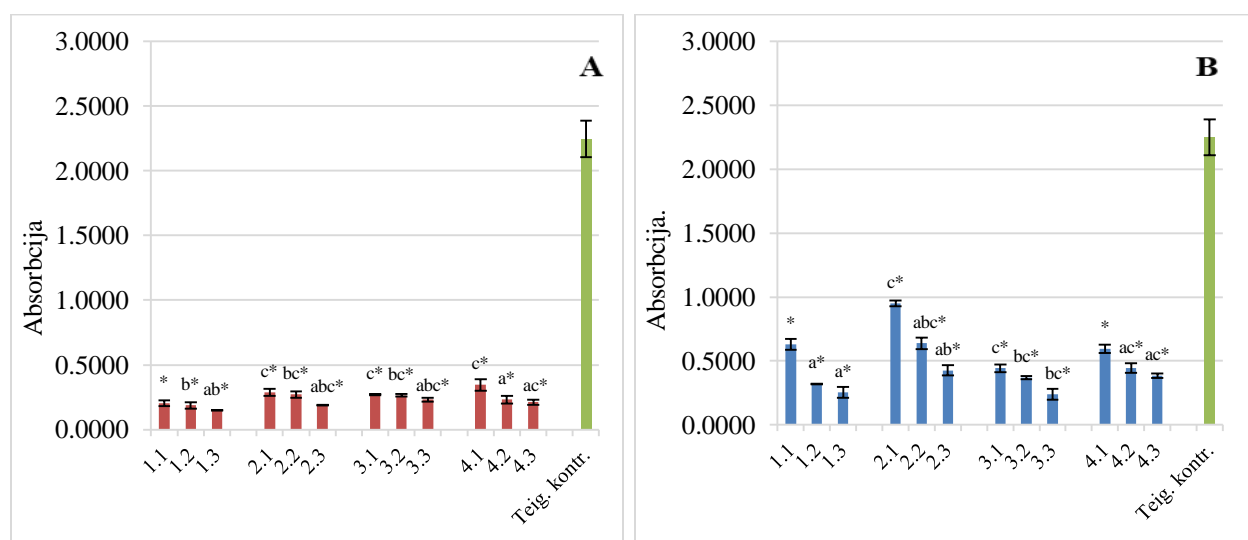 A
Absorbcija
3.0000
2.5000
2.0000
1.5000
1.0000
0.5000
0.0000
* b* ab* c* bc* abc* c* bc* abc* c* a* ac*
1.1 1.2 1.3 2.1 2.2 2.3 3.1 3.2 3.3 4.1 4.2 4.3 Teig. kontr.
B
Absorbcija.
3.0000
2.5000
2.0000
1.5000
1.0000
0.5000
0.0000
* a* a* c* abc* ab* c* bc* bc* * ac* ac*
1.1 1.2 1.3 2.1 2.2 2.3 3.1 3.2 3.3 4.1 4.2 4.3 Teig. kontr.